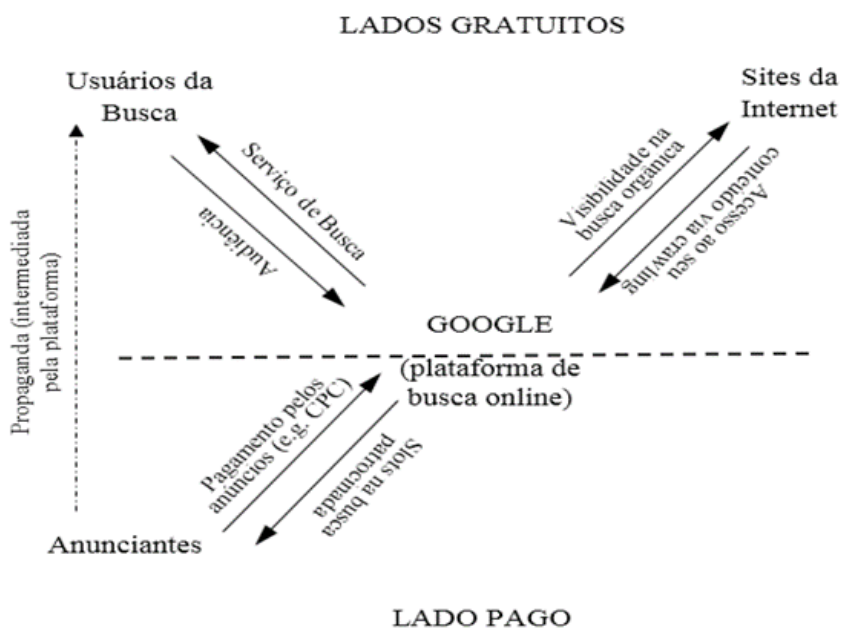 LADOS GRATUITOS
Usuários da
Busca
Sites da
Internet
Serviço de Busca
Audiência
Visibilidade na
busca orgânica
Acesso ao seu
conteúdo via crawling
Propaganda (intermediada
pela plataforma)
GOOGLE
(plataforma de
busca online)
Pagamento pelos
anúncios (e.g. CPC)
Slots na busca
patrocinada
Anunciantes
LADO PAGO